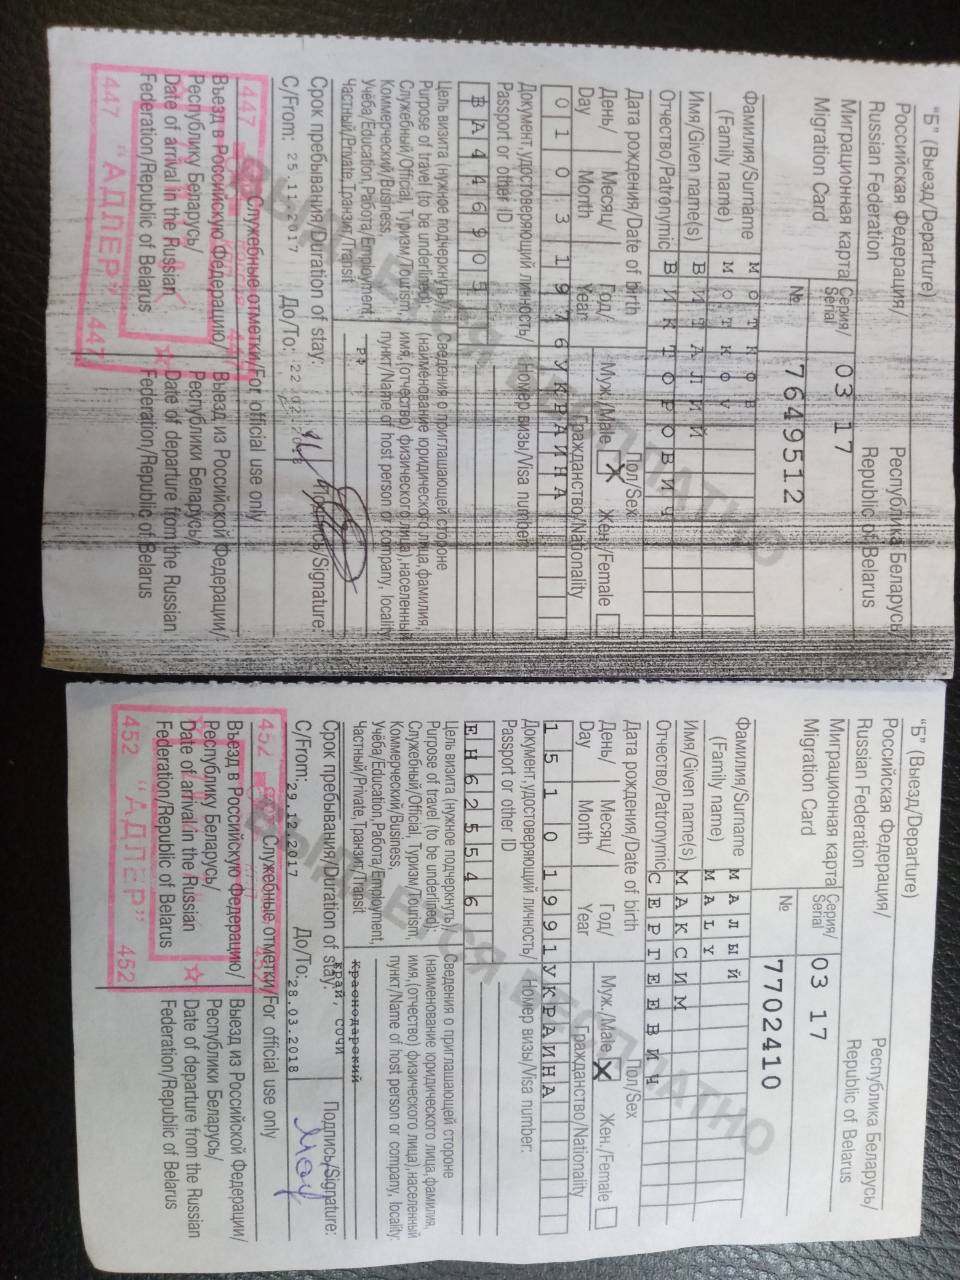 "Б" (Выезд/Departure)
Российская Федерация/
Russian Federation
Республика Беларусь/
Republic of Belarus
Миграционная карта
Migration Card
Серия/
Serial
03 17
№ 7649512
Фамилия/Surname МОТКОВ
(Family name) MOTKOV
Имя/Given name(s) ВИТАЛИЙ
Отчество/Patronymic ВИКТОРОВИЧ
Дата рождения/Date of birth
День/ Месяц/ Год/
Day Month Year
Пол/Sex
Муж./Male X Жен./Female
Гражданство/Nationality
01031976УКРАИНА
Документ,удостоверяющий личность/
Passport or other ID
Номер визы/Visa number:
ВА446905
Цель визита (нужное подчеркнуть)/
Purpose of travel (to be underlined):
Служебный/Official, Туризм/Tourism,
Коммерческий/Business,
Учёба/Education,Работа/Employment,
Частный/Private,Транзит/Transit
Сведения о приглашающей стороне
(наименование юридического лица,фамилия,
имя,(отчество) физического лица),населенный
пункт/Name of host person or company, locality:
РФ
Срок пребывания/Duration of stay:
С/From: 25.11.2017 До/To: 22.02.2018
Подпись/Signature:
Служебные отметки/For official use only
Въезд в Российскую Федерацию/
Республику Беларусь/
Date of arrival in the Russian
Federation/Republic of Belarus
Выезд из Российской Федерации/
Республики Беларусь/
Date of departure from the Russian
Federation/Republic of Belarus
447 447
447 "АДЛЕР" 447
"Б" (Выезд/Departure)
Российская Федерация/
Russian Federation
Республика Беларусь/
Republic of Belarus
Миграционная карта
Migration Card
Серия/
Serial
03 17
№ 7702410
Фамилия/Surname МАЛЫЙ
(Family name) MALY
Имя/Given name(s) МАКСИМ
Отчество/Patronymic СЕРГЕЕВИЧ
Дата рождения/Date of birth
День/ Месяц/ Год/
Day Month Year
Пол/Sex
Муж./Male X Жен./Female
Гражданство/Nationality
15101991УКРАИНА
Документ,удостоверяющий личность/
Passport or other ID
Номер визы/Visa number:
ЕН625546
Цель визита (нужное подчеркнуть)/
Purpose of travel (to be underlined):
Служебный/Official, Туризм/Tourism,
Коммерческий/Business,
Учёба/Education,Работа/Employment,
Частный/Private,Транзит/Transit
Сведения о приглашающей стороне
(наименование юридического лица,фамилия,
имя,(отчество) физического лица),населенный
пункт/Name of host person or company, locality:
краснодарский
край, сочи
Срок пребывания/Duration of stay:
С/From: 29.12.2017 До/To: 28.03.2018
Подпись/Signature:
Служебные отметки/For official use only
Въезд в Российскую Федерацию/
Республику Беларусь/
Date of arrival in the Russian
Federation/Republic of Belarus
Выезд из Российской Федерации/
Республики Беларусь/
Date of departure from the Russian
Federation/Republic of Belarus
452 452
452 "АДЛЕР" 452